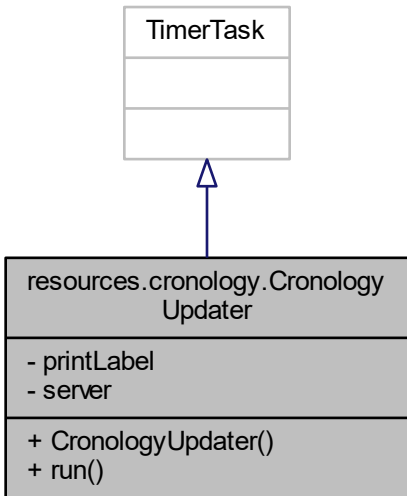 TimerTask
resources.cronology.Cronology
Updater
- printLabel
- server
+ CronologyUpdater()
+ run()